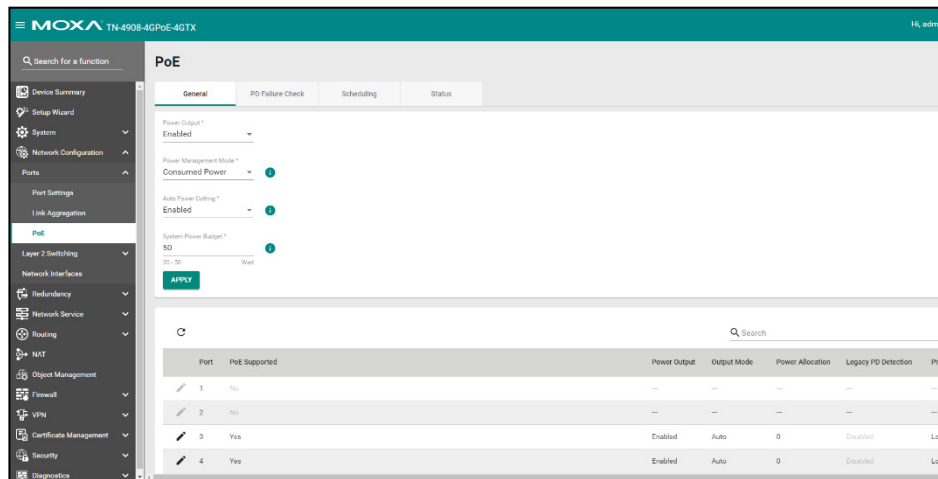 MOXA TN-4908-4GPoE-4GTX
Hi, adm
Search for a function
Device Summary
Setup Wizard
System
Network Configuration
Ports
Port Settings
Link Aggregation
PoE
Layer 2 Switching
Network Interfaces
Redundancy
Network Service
Routing
NAT
Object Management
Firewall
VPN
Certificate Management
Security
Diagnostics
PoE
General PD Failure Check Scheduling Status
Power Output *
Enabled
Power Management Mode *
Consumed Power
Auto Power Cutting *
Enabled
System Power Budget *
50
30 - 50 Watt
APPLY
Search
Port PoE Supported Power Output Output Mode Power Allocation Legacy PD Detection Pr
1 No — — — —
2 No — — — —
3 Yes Enabled Auto 0 Disabled Lo
4 Yes Enabled Auto 0 Disabled Lo